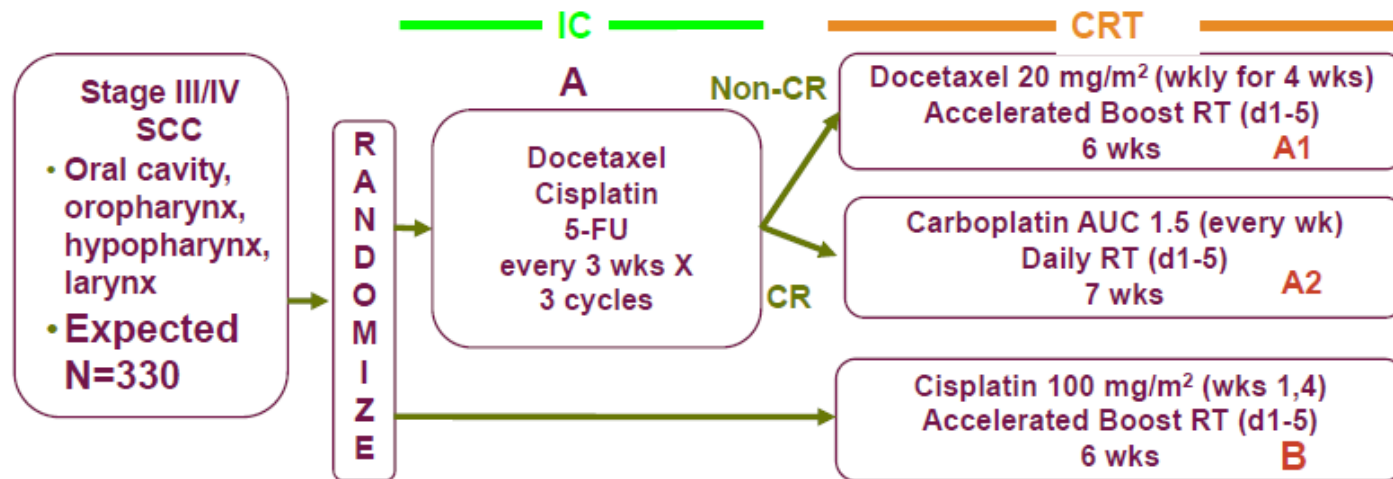 IC
CRT
Stage III/IV
SCC
• Oral cavity,
oropharynx,
hypopharynx,
larynx
• Expected
N=330
R
A
N
D
O
M
I
Z
E
A
Docetaxel
Cisplatin
5-FU
every 3 wks X
3 cycles
Non-CR
CR
Docetaxel 20 mg/m² (wkly for 4 wks)
Accelerated Boost RT (d1-5)
6 wks A1
Carboplatin AUC 1.5 (every wk)
Daily RT (d1-5)
7 wks A2
Cisplatin 100 mg/m² (wks 1,4)
Accelerated Boost RT (d1-5)
6 wks B